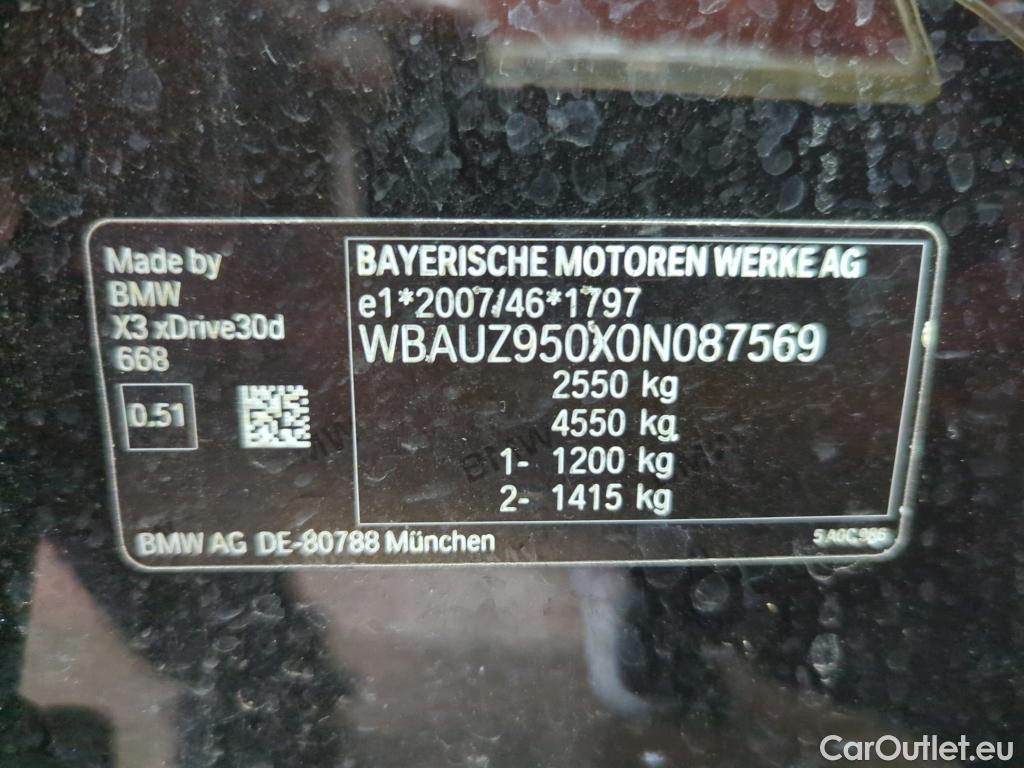 Made by
BMW
X3 xDrive30d
668
0.51
BAYERISCHE MOTOREN WERKE AG
e1*2007/46*1797
WBAUZ950X0N087569
2550 kg
4550 kg
1- 1200 kg
2- 1415 kg
BMW AG DE-80788 München
CarOutlet.eu